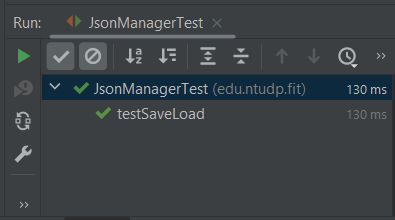 Run: JsonManagerTest
JsonManagerTest (edu.ntudp.fit) 130 ms
testSaveLoad 130 ms